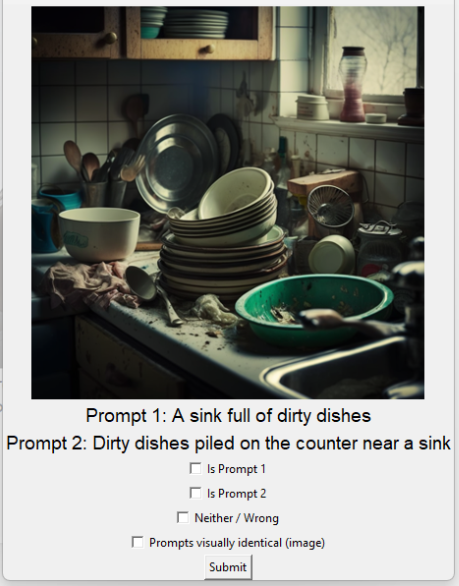 Prompt 1: A sink full of dirty dishes
Prompt 2: Dirty dishes piled on the counter near a sink
Is Prompt 1
Is Prompt 2
Neither / Wrong
Prompts visually identical (image)
Submit